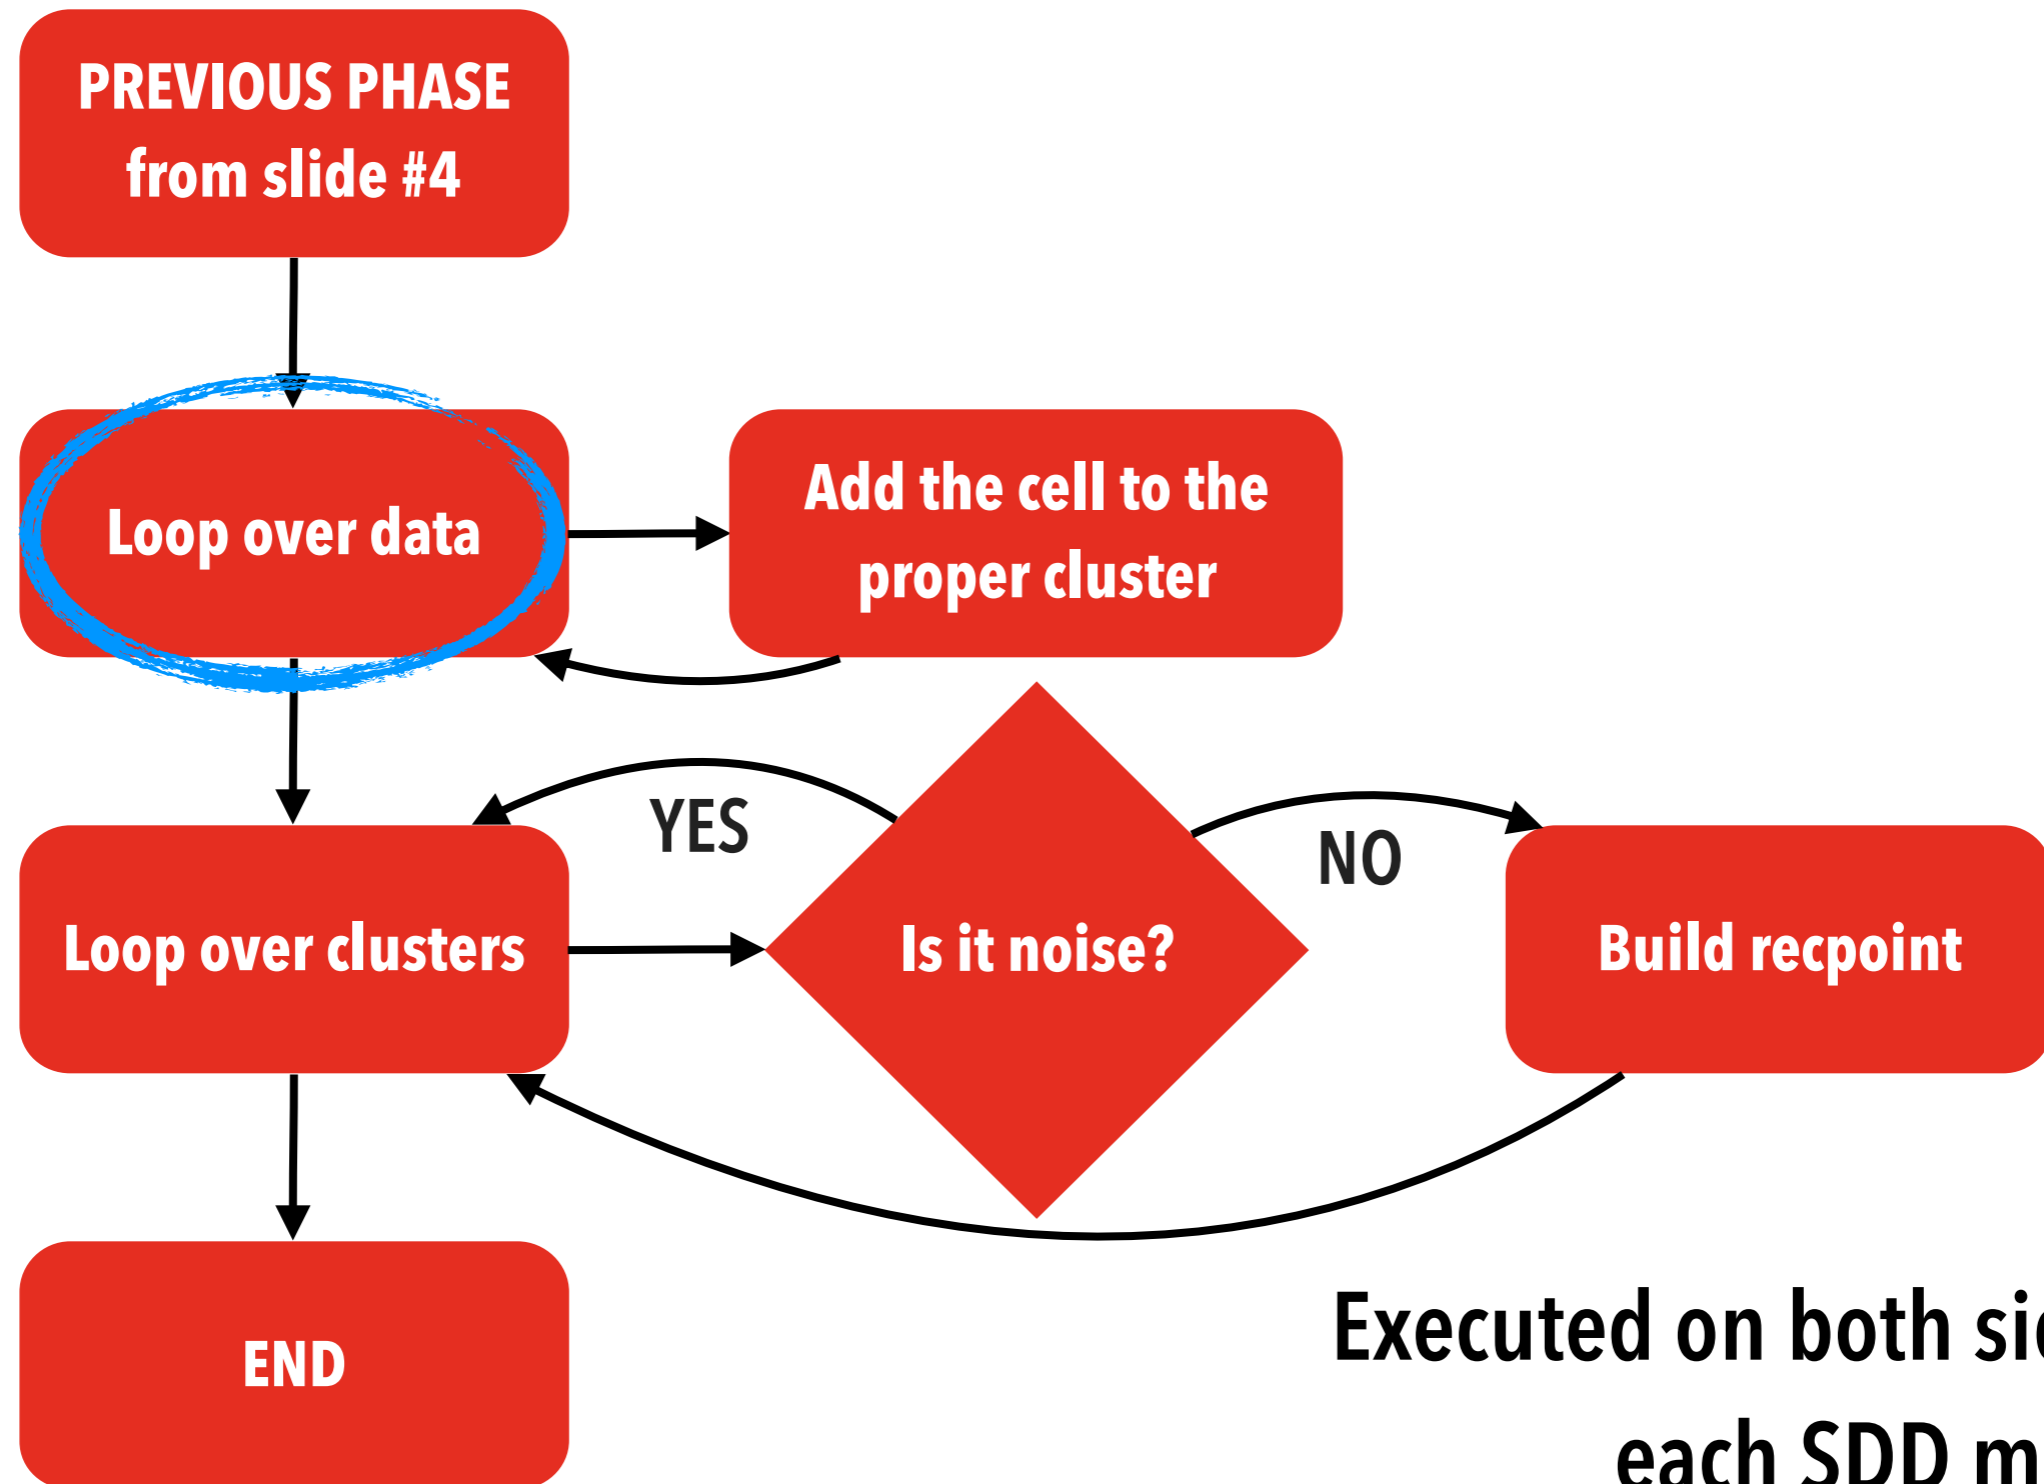 PREVIOUS PHASE
from slide #4
Loop over data
Add the cell to the
proper cluster
YES
NO
Loop over clusters
Is it noise?
Build recpoint
END
Executed on both
each SDD